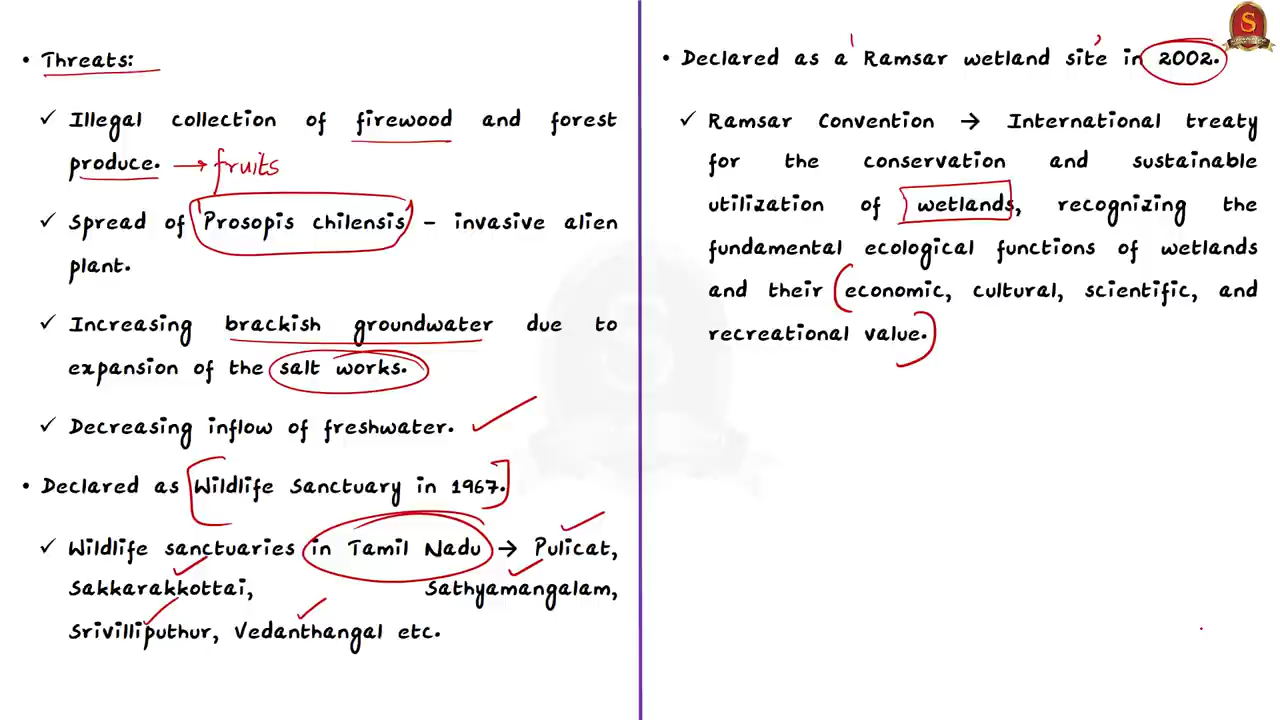 • Threats:
✓ Illegal collection of firewood and forest
produce. → fruits
✓ Spread of 'Prosopis chilensis' – invasive alien
plant.
✓ Increasing brackish groundwater due to
expansion of the salt works.
✓ Decreasing inflow of freshwater.
• Declared as [Wildlife Sanctuary in 1967.]
✓ Wildlife sanctuaries in Tamil Nadu → Pulicat,
Sakkarakkottai, Sathyamangalam,
Srivilliputhur, Vedanthangal etc.
• Declared as a 'Ramsar wetland site' in 2002.
✓ Ramsar Convention → International treaty
for the conservation and sustainable
utilization of wetlands, recognizing the
fundamental ecological functions of wetlands
and their (economic, cultural, scientific, and
recreational value.)
S